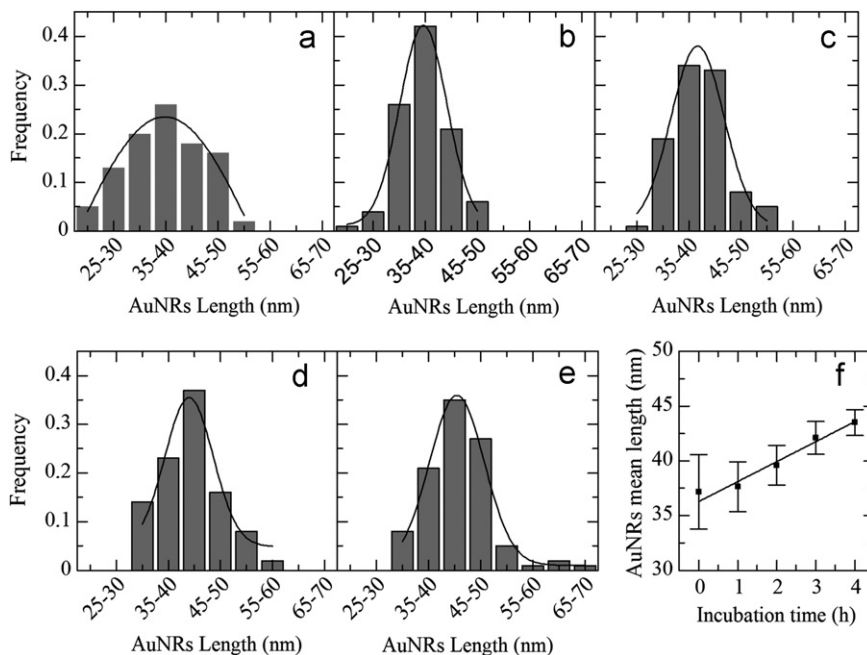 a
b
c
Frequency
0.4
0.3
0.2
0.1
0
25-30
35-40
45-50
55-60
65-70
25-30
35-40
45-50
55-60
65-70
25-30
35-40
45-50
55-60
65-70
AuNRs Length (nm)
AuNRs Length (nm)
AuNRs Length (nm)
d
e
f
Frequency
0.4
0.3
0.2
0.1
0
25-30
35-40
45-50
55-60
65-70
25-30
35-40
45-50
55-60
65-70
AuNRs Length (nm)
AuNRs Length (nm)
AuNRs mean length (nm)
50
45
40
35
30
0 1 2 3 4
Incubation time (h)